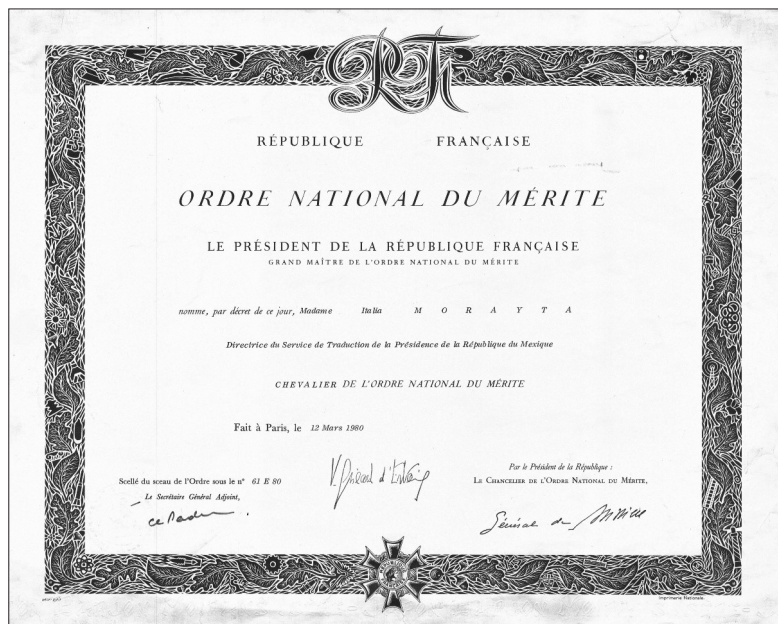 RF
RÉPUBLIQUE FRANÇAISE
ORDRE NATIONAL DU MÉRITE
LE PRÉSIDENT DE LA RÉPUBLIQUE FRANÇAISE
GRAND MAÎTRE DE L'ORDRE NATIONAL DU MÉRITE
nomme, par décret de ce jour, Madame Italia MORAYTA
Directrice du Service de Traduction de la Présidence de la République du Mexique
CHEVALIER DE L'ORDRE NATIONAL DU MÉRITE
Fait à Paris, le 12 Mars 1980
Par le Président de la République :
Scellé du sceau de l'Ordre sous le n° 61 E 80
LE CHANCELIER DE L'ORDRE NATIONAL DU MÉRITE,
Le Secrétaire Général Adjoint,
V. Giscard d'Estaing
Imprimerie Nationale